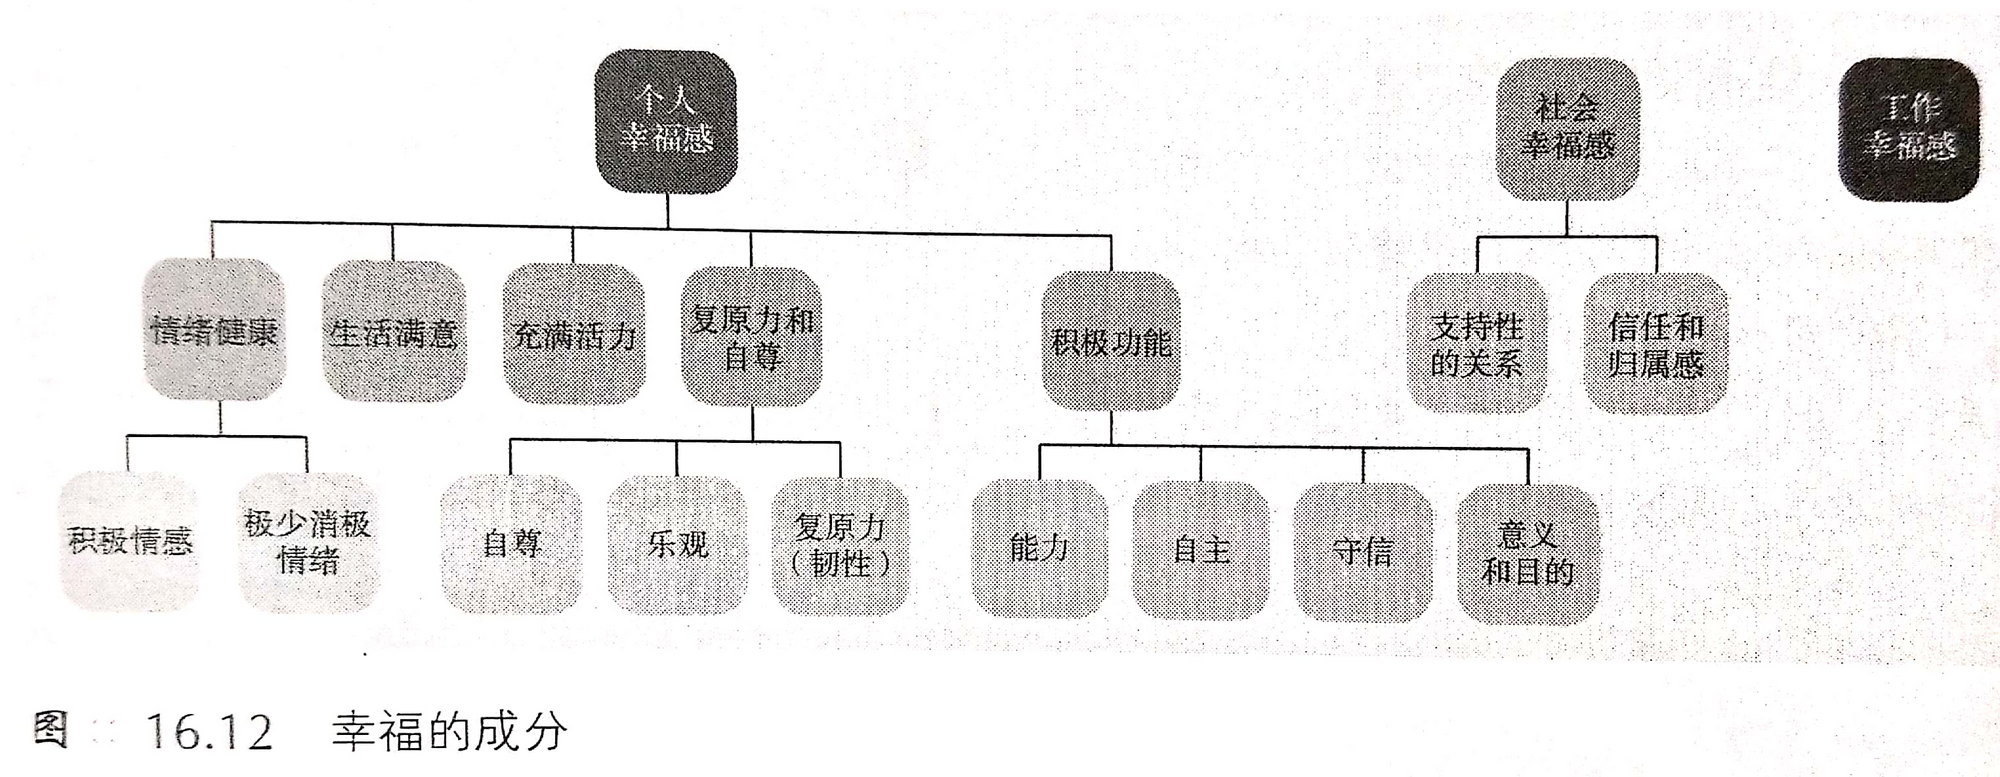 个人
幸福感
社会
幸福感
工作
幸福感
情绪健康
生活满意
充满活力
复原力和
自尊
积极功能
支持性
的关系
信任和
归属感
积极情感
极少消极
情绪
自尊
乐观
复原力
（韧性）
能力
自主
守信
意义
和目的
图 :: 16.12 幸福的成分